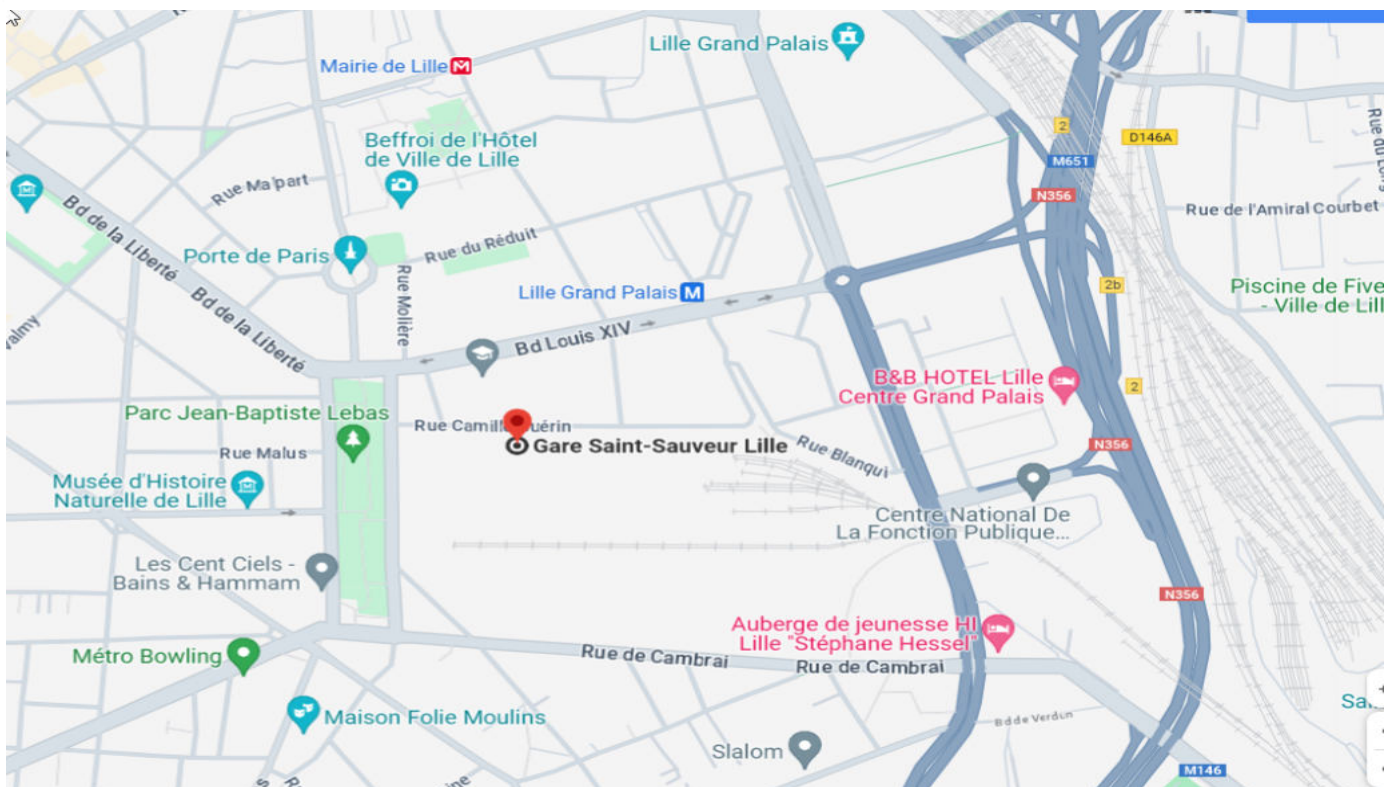 Lille Grand Palais
Mairie de Lille
M
Beffroi de l'Hôtel
de Ville de Lille
2
D146A
M651
N356
Rue de l'Amiral Courbet
Bd de la Liberté
Porte de Paris
Rue du Réduit
Rue Molière
Lille Grand Palais M
2b
Piscine de Five
- Ville de Lill
almy
Bd de la Liberté
Bd Louis XIV
B&B HOTEL Lille
Centre Grand Palais
2
Parc Jean-Baptiste Lebas
Rue Malus
Gare Saint-Sauveur Lille
Rue Blanqui
N356
Musée d'Histoire
Naturelle de Lille
Centre National De
La Fonction Publique...
Les Cent Ciels -
Bains & Hammam
N356
Auberge de jeunesse HI
Lille "Stéphane Hessel"
Métro Bowling
Rue de Cambrai
Rue de Cambrai
Maison Folie Moulins
Bd de Verdun
Slalom
M146